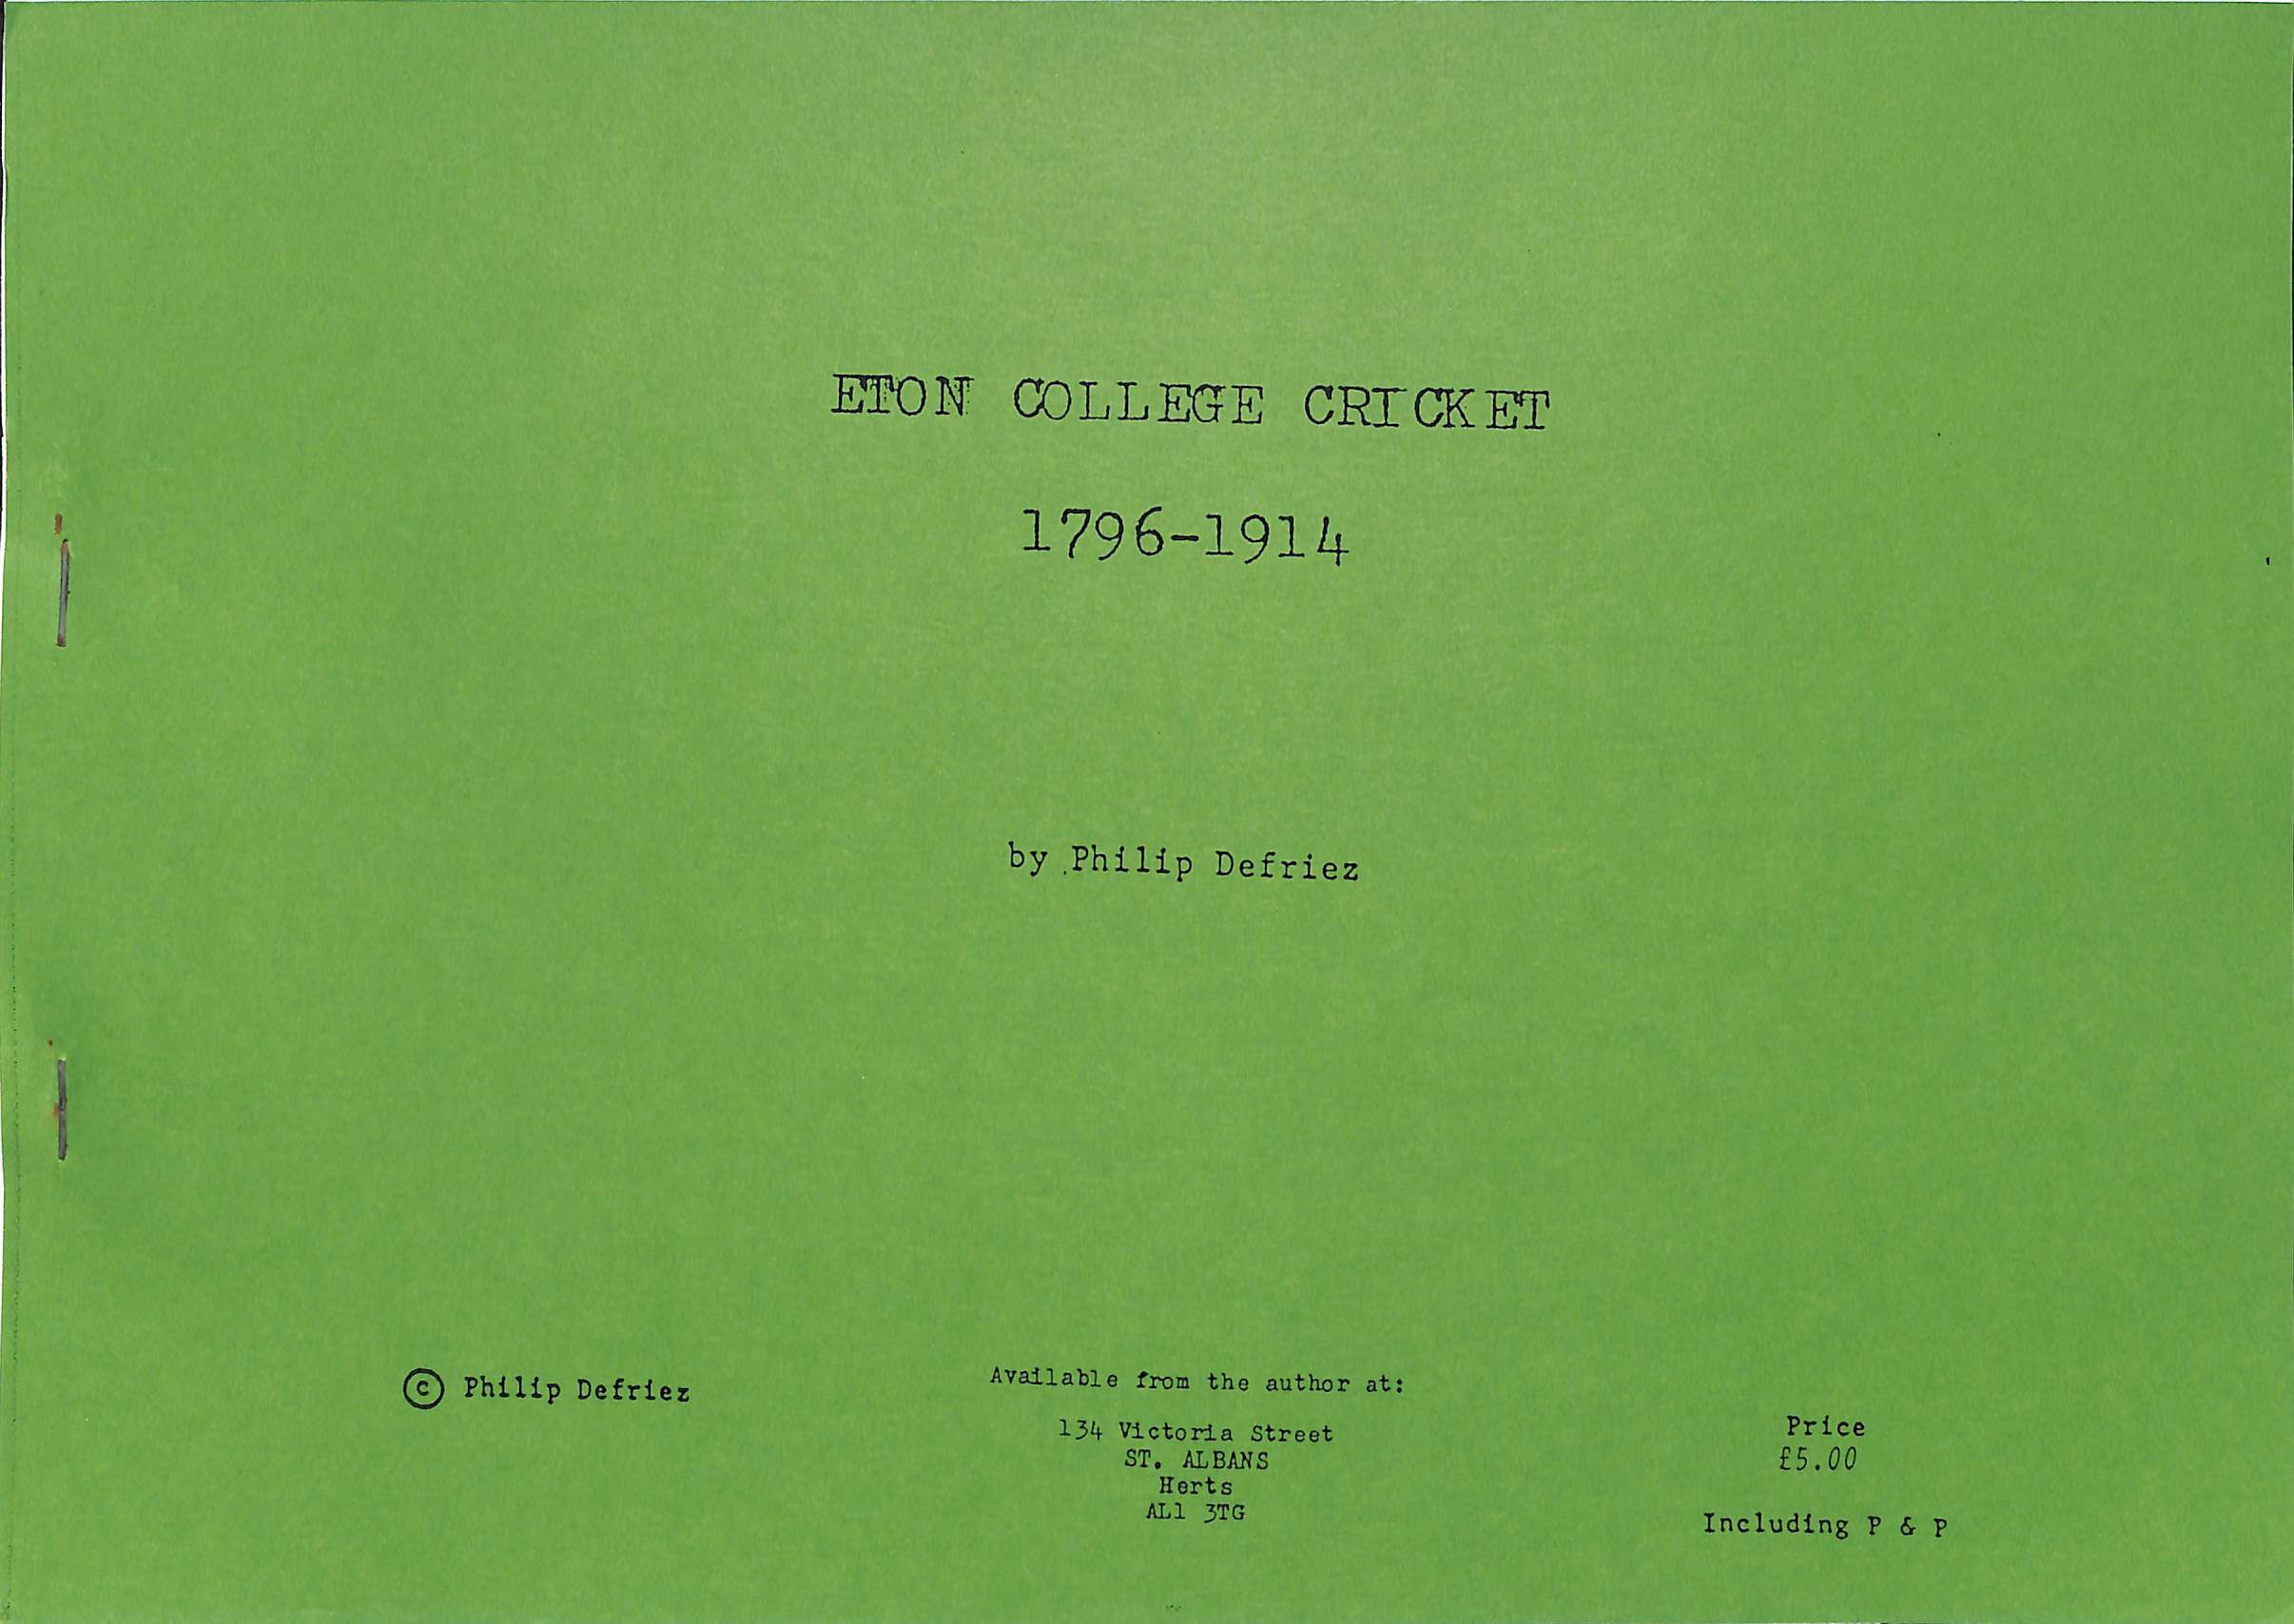 ETON COLLEGE CRICKET
1796-1914
by Philip Defriez
© Philip Defriez
Available from the author at:
134 Victoria Street
ST. ALBANS
Herts
AL1 3TG
Price
£5.00
Including P & P